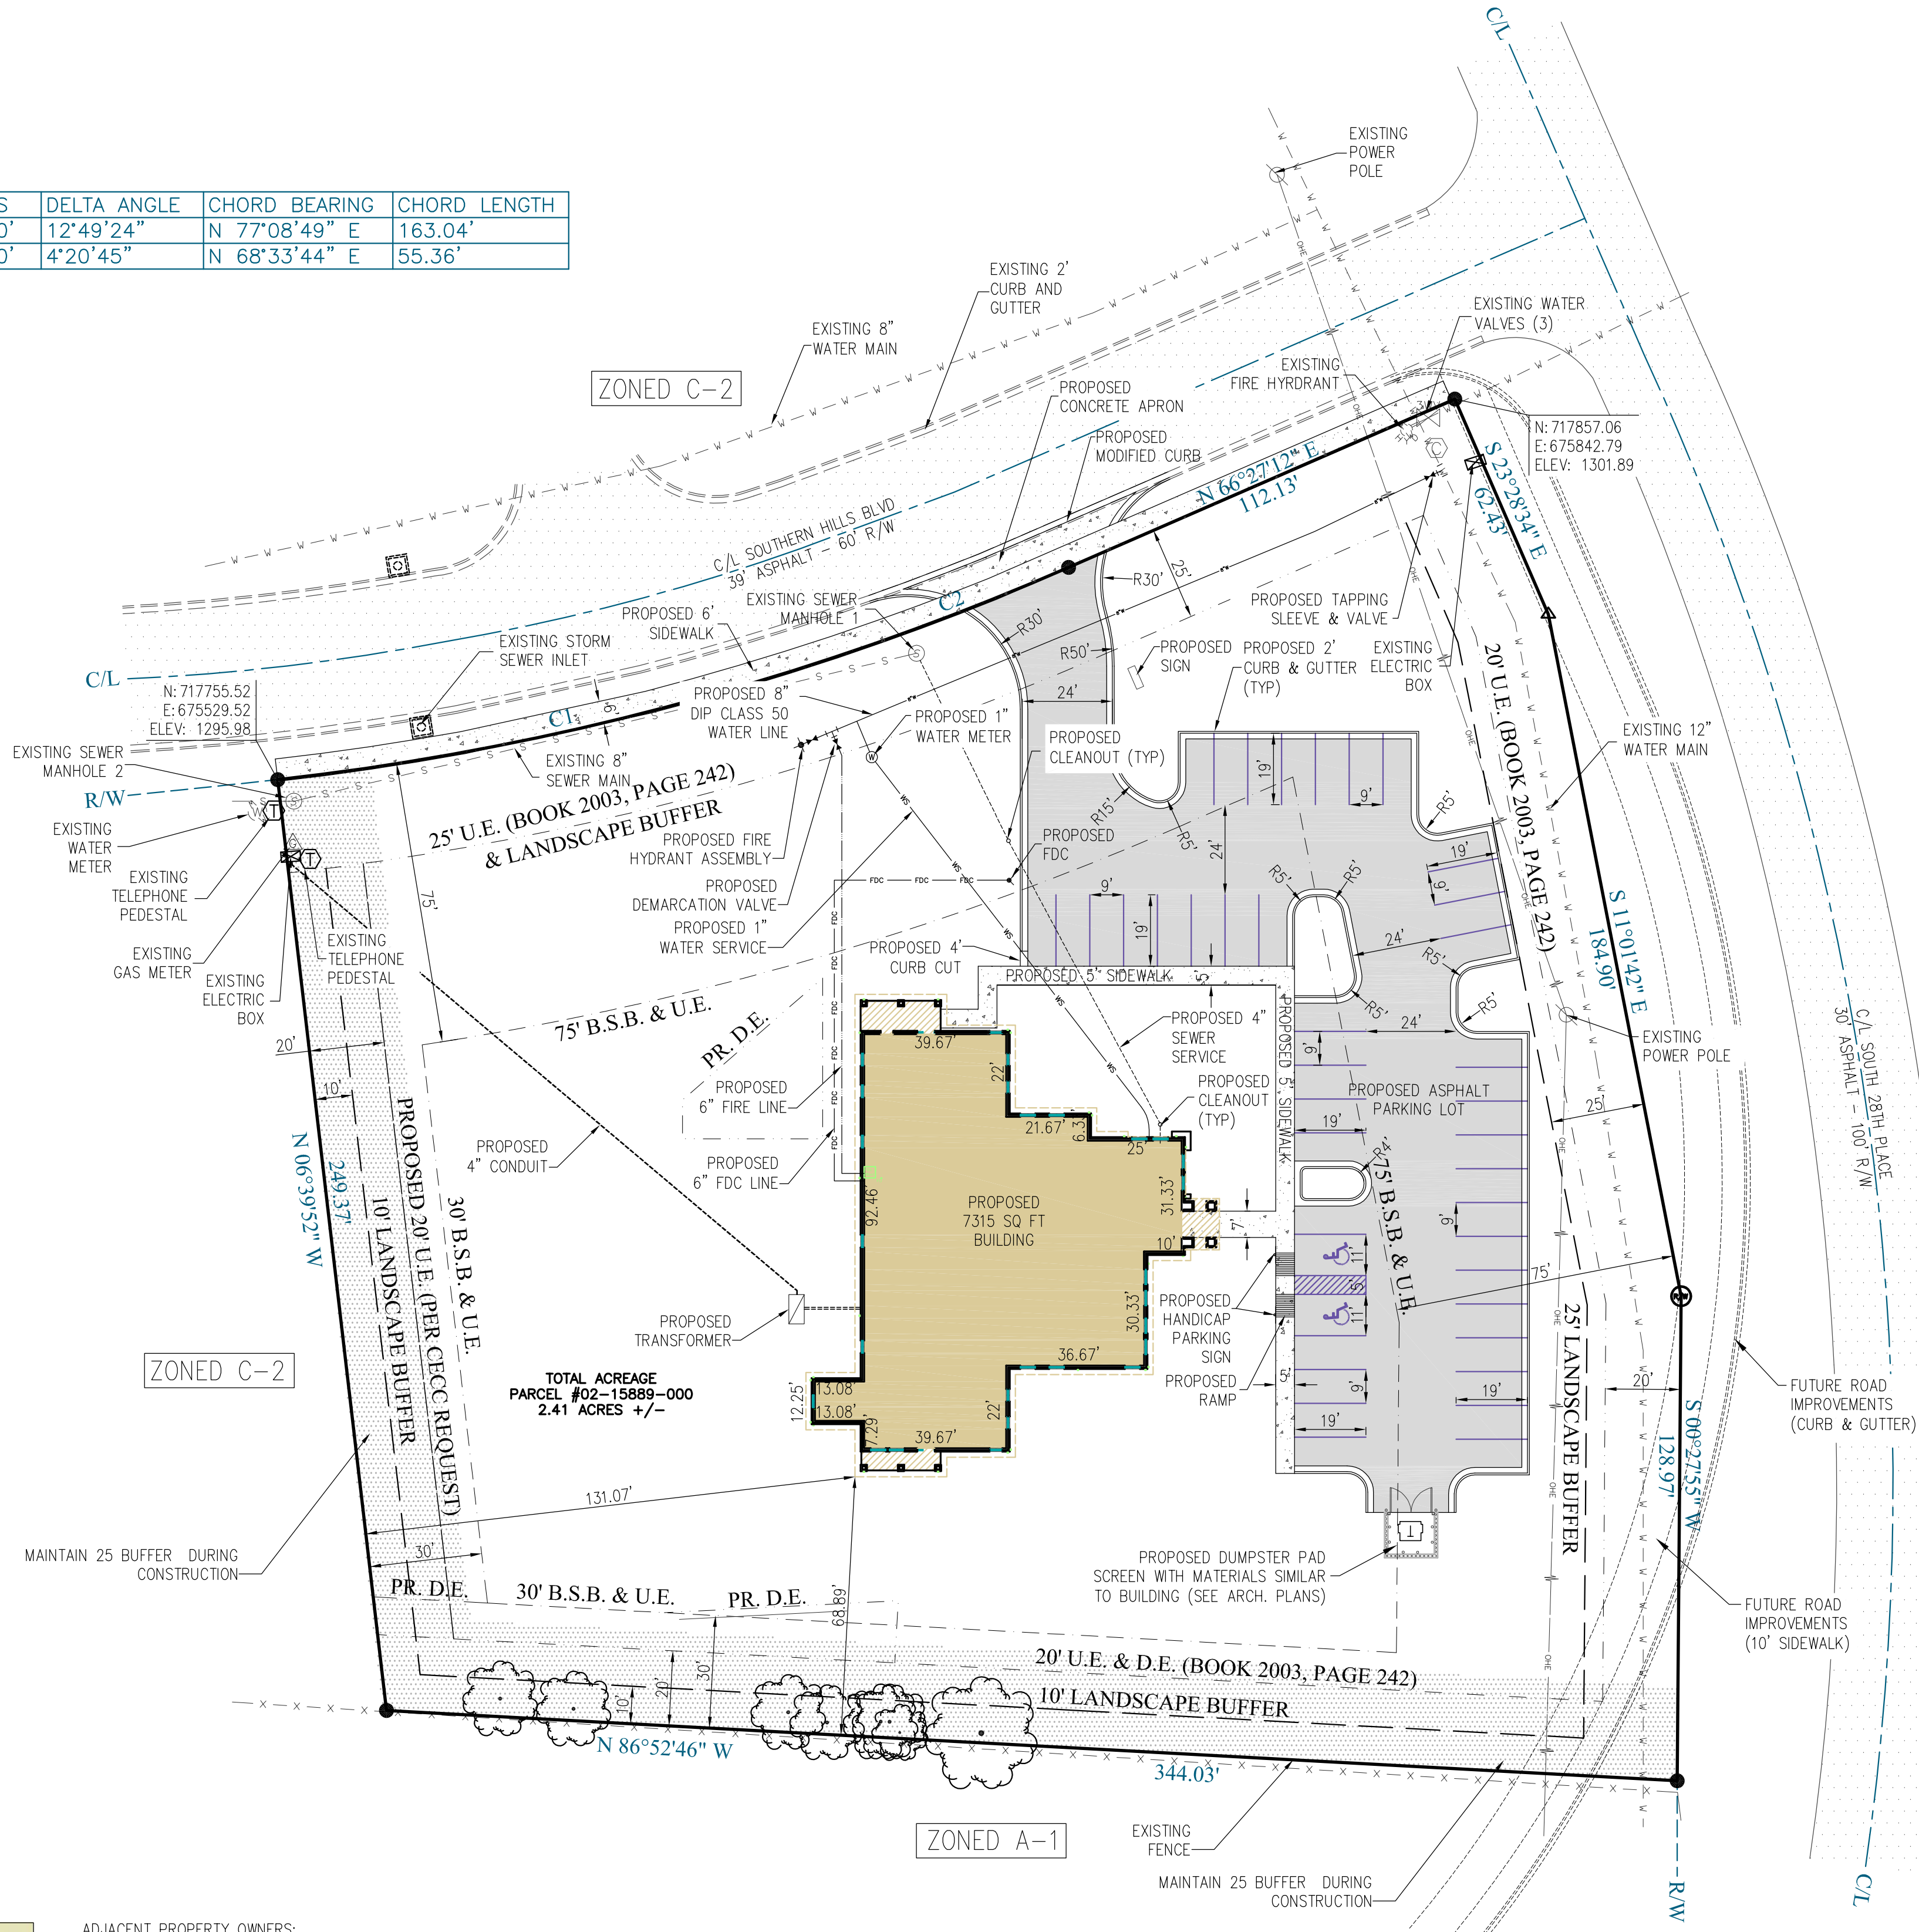 S
DELTA ANGLE
CHORD BEARING
CHORD LENGTH
0'
12°49'24"
N 77°08'49" E
163.04'
0'
4°20'45"
N 68°33'44" E
55.36'
C/L
EXISTING
POWER
POLE
EXISTING 2'
CURB AND
GUTTER
EXISTING 8"
WATER MAIN
EXISTING WATER
VALVES (3)
ZONED C-2
EXISTING
FIRE HYRDRANT
PROPOSED
CONCRETE APRON
PROPOSED
MODIFIED CURB
N: 717857.06
E: 675842.79
ELEV: 1301.89
N 66°27'12" E
112.13'
S 23°28'34" E
62.43'
C/L SOUTHERN HILLS BLVD
39' ASPHALT - 60' R/W
C2
C1
EXISTING SEWER
MANHOLE 1
PROPOSED 6'
SIDEWALK
EXISTING STORM
SEWER INLET
C/L
N: 717755.52
E: 675529.52
ELEV: 1295.98
6'
R30'
R30'
R50'
25'
24'
PROPOSED
SIGN
PROPOSED TAPPING
SLEEVE & VALVE
PROPOSED 2'
CURB & GUTTER
(TYP)
EXISTING
ELECTRIC
BOX
PROPOSED 8"
DIP CLASS 50
WATER LINE
PROPOSED 1"
WATER METER
PROPOSED
CLEANOUT (TYP)
EXISTING SEWER
MANHOLE 2
R/W
EXISTING 8"
SEWER MAIN
25' U.E. (BOOK 2003, PAGE 242)
& LANDSCAPE BUFFER
EXISTING 12"
WATER MAIN
20' U.E. (BOOK 2003, PAGE 242)
EXISTING
WATER
METER
EXISTING
TELEPHONE
PEDESTAL
EXISTING
GAS METER
EXISTING
ELECTRIC
BOX
EXISTING
TELEPHONE
PEDESTAL
PROPOSED FIRE
HYDRANT ASSEMBLY
PROPOSED
DEMARCATION VALVE
PROPOSED 1"
WATER SERVICE
PROPOSED
FDC
PROPOSED 4'
CURB CUT
PROPOSED 5' SIDEWALK
5'
R15'
R5'
19'
9'
24'
9'
19'
R5'
R5'
R5'
19'
9'
24'
R5'
R5'
R5'
24'
9'
S 11°01'42" E
184.90'
75'
75' B.S.B. & U.E.
PR. D.E.
20'
10'
39.67'
22'
21.67'
6.3'
25'
31.33'
10'
30.33'
36.67'
22'
39.67'
7.29'
13.08'
13.08'
12.25'
92.46'
PROPOSED
7315 SQ FT
BUILDING
PROPOSED
6" FIRE LINE
PROPOSED
6" FDC LINE
PROPOSED
4" CONDUIT
PROPOSED 4"
SEWER
SERVICE
PROPOSED
CLEANOUT
(TYP)
PROPOSED 5' SIDEWALK
PROPOSED ASPHALT
PARKING LOT
19'
R4'
75' B.S.B. & U.E.
9'
7'
11'
5'
11'
EXISTING
POWER POLE
25'
75'
C/L SOUTH 28TH PLACE
30' ASPHALT - 100' R/W
N 06°39'52" W
249.37'
10' LANDSCAPE BUFFER
PROPOSED 20' U.E. (PER CECC REQUEST)
30' B.S.B. & U.E.
PROPOSED
TRANSFORMER
PROPOSED
HANDICAP
PARKING
SIGN
PROPOSED
RAMP
5'
9'
19'
19'
ZONED C-2
TOTAL ACREAGE
PARCEL #02-15889-000
2.41 ACRES +/-
25' LANDSCAPE BUFFER
20'
S 00°27'55" W
128.97'
FUTURE ROAD
IMPROVEMENTS
(CURB & GUTTER)
131.07'
30'
68.89'
MAINTAIN 25 BUFFER DURING
CONSTRUCTION
PR. D.E.
30' B.S.B. & U.E.
PR. D.E.
PROPOSED DUMPSTER PAD
SCREEN WITH MATERIALS SIMILAR
TO BUILDING (SEE ARCH. PLANS)
FUTURE ROAD
IMPROVEMENTS
(10' SIDEWALK)
20' U.E. & D.E. (BOOK 2003, PAGE 242)
10' LANDSCAPE BUFFER
10'
20'
30'
N 86°52'46" W
344.03'
ZONED A-1
EXISTING
FENCE
MAINTAIN 25 BUFFER DURING
CONSTRUCTION
R/W
C/L
ADJACENT PROPERTY OWNERS: